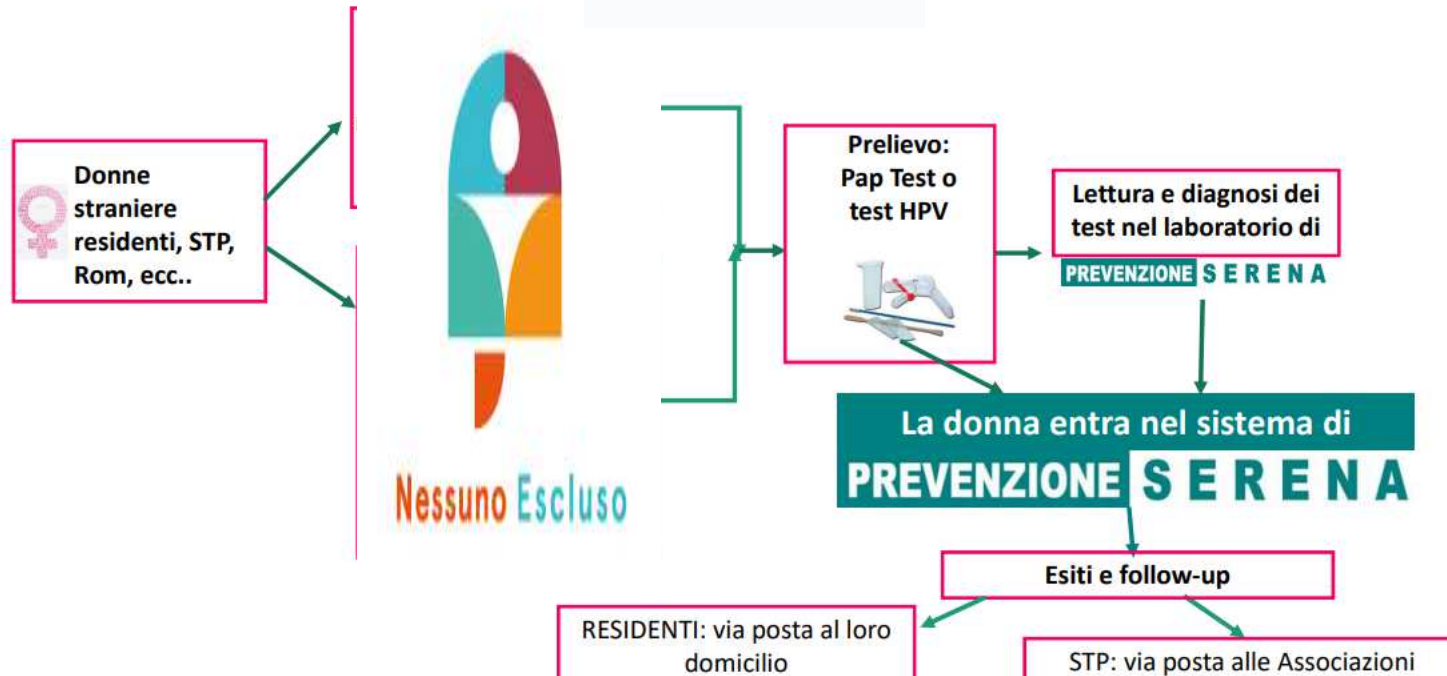 Donne
straniere
residenti, STP,
Rom, ecc..
Nessuno Escluso
Prelievo:
Pap Test o
test HPV
Lettura e diagnosi dei
test nel laboratorio di
PREVENZIONE SERENA
La donna entra nel sistema di
PREVENZIONE SERENA
Esiti e follow-up
RESIDENTI: via posta al loro
domicilio
STP: via posta alle Associazioni